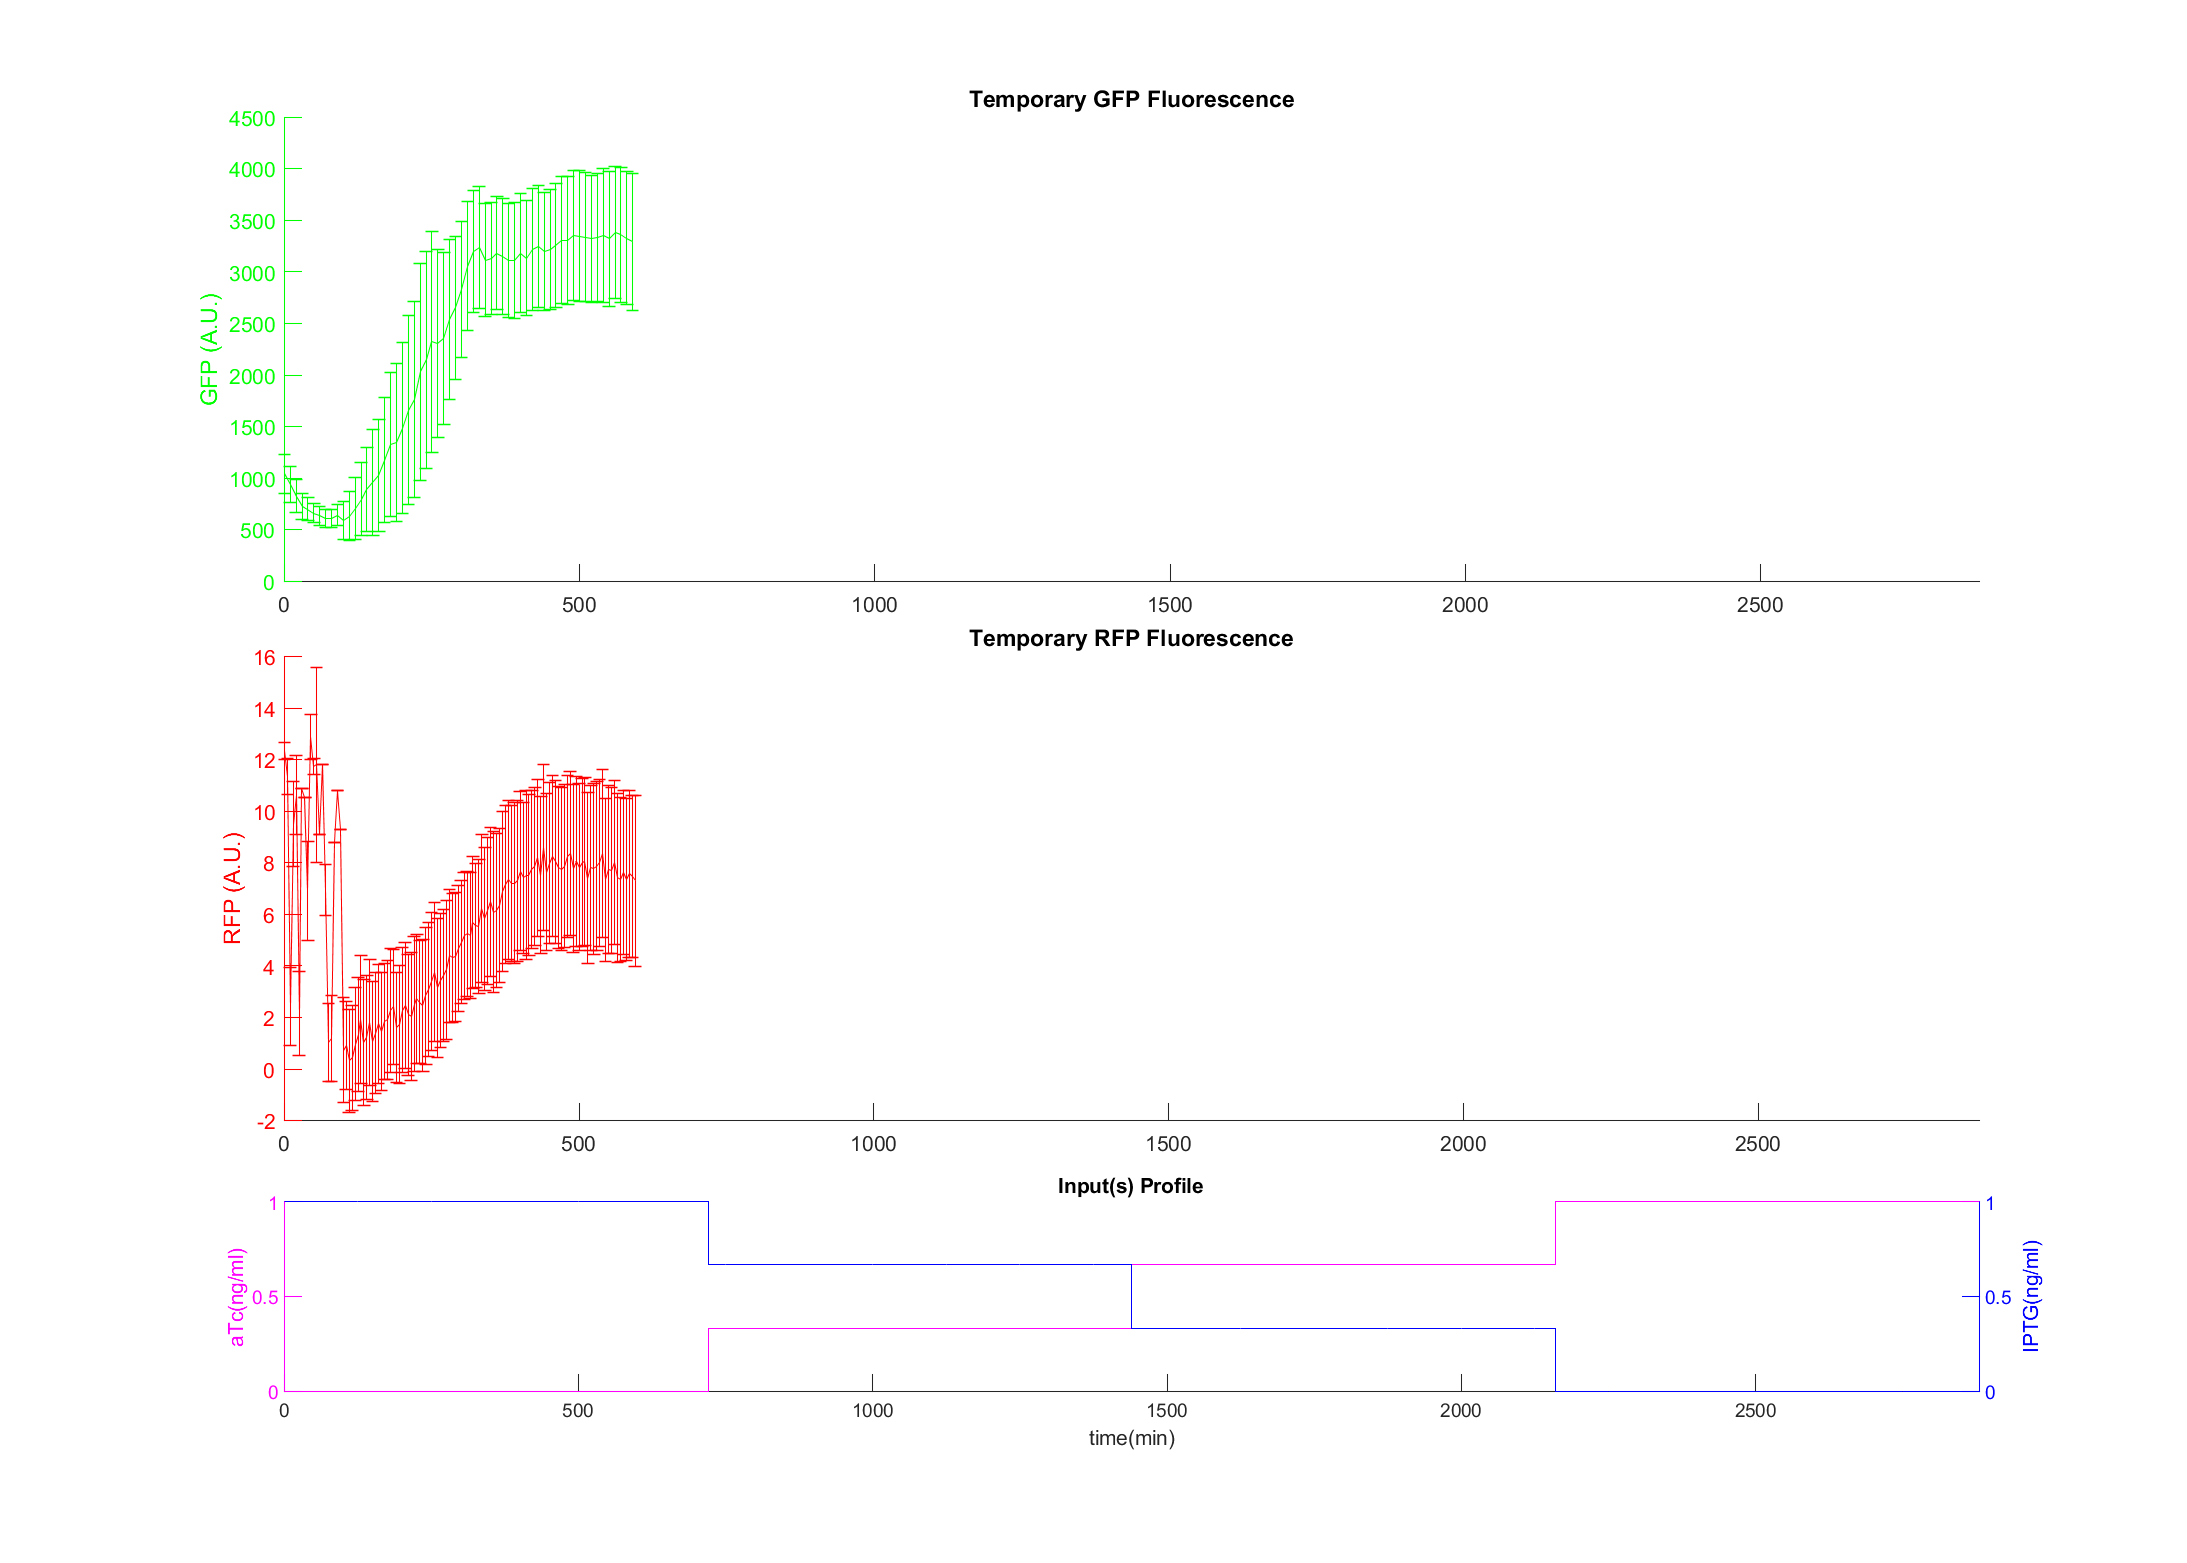 Temporary GFP Fluorescence
4500
4000
3500
3000
2500
2000
1500
1000
500
0
GFP (A.U.)
0 500 1000 1500 2000 2500
Temporary RFP Fluorescence
16
14
12
10
8
6
4
2
0
-2
RFP (A.U.)
0 500 1000 1500 2000 2500
Input(s) Profile
1
0.5
0
aTc(ng/ml)
1
0.5
0
IPTG(ng/ml)
0 500 1000 1500 2000 2500
time(min)